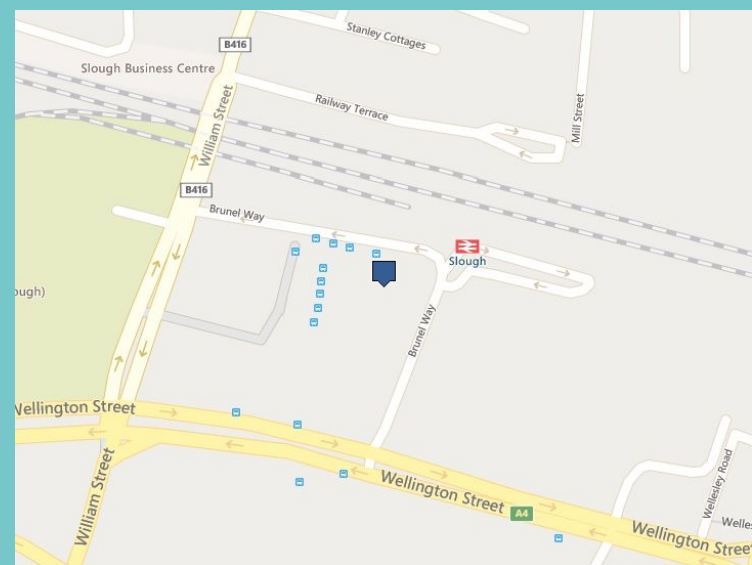 B416
Stanley Cottages
Slough Business Centre
William Street
Railway Terrace
Mill Street
B416
Brunel Way
Slough
ough)
Brunel Way
Wellington Street
William Street
Wellington Street
A4
Wellesley Road
Welles
Wellington Street